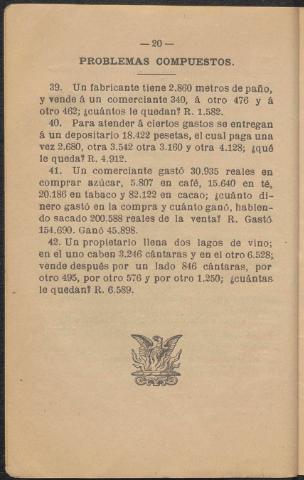 — 20 —
PROBLEMAS COMPUESTOS.
39. Un fabricante tiene 2.860 metros de paño,
y vende á un comerciante 340, á otro 476 y á
otro 462; ¿cuántos le quedan? R. 1.582.
40. Para atender á ciertos gastos se entregan
á un depositario 18.422 pesetas, el cual paga una
vez 2.680, otra 3.542 otra 3.160 y otra 4.128; ¿qué
le queda? R. 4.912.
41. Un comerciante gastó 30.935 reales en
comprar azúcar, 5.807 en café, 15.640 en té,
20.186 en tabaco y 82.122 en cacao; ¿cuánto di-
nero gastó en la compra y cuánto ganó, habien-
do sacado 200.588 reales de la venta? R. Gastó
154.690. Ganó 45.898.
42. Un propietario llena dos lagos de vino;
en el uno caben 3.246 cántaras y en el otro 6.528;
vende después por un lado 846 cántaras, por
otro 495, por otro 576 y por otro 1.250; ¿cuántas
le quedan? R. 6.589.